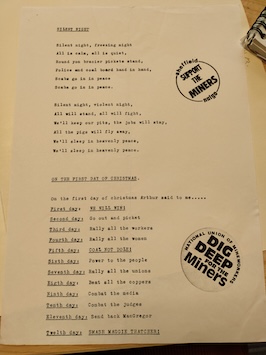 SILENT NIGHT
Silent night, freezing night
All is calm, all is quiet,
Round pon brazier pickets stand,
Police and coal board hand in hand,
Scabs go in in peace
Scabs go in in peace.
Silent night, violent night,
All will stand, all will fight,
We'll keep our pits, the jobs will stay,
All the pigs will fly away,
We'll sleep in heavenly peace,
We'll sleep in heavenly peace.
sheffield
SUPPORT
THE
MINERS
nalgo
ON THE FIRST DAY OF CHRISTMAS.
On the first day of christmas Arthur said to me.....
First day: WE WILL WIN!
Second day: Go out and picket
Third day: Rally all the workers
Fourth day: Rally all the women
Fifth day: COAL NOT DOLE!
Sixth day: Power to the people
Seventh day: Rally all the unions
Eighth day: Beat all the coppers
Ninth day: Combat the media
Tenth day: Combat the judges
Eleventh day: Send back MacGregor
Twelth day: THATCHER!
NATIONAL UNION OF MINEWORKERS
DIG
DEEP
FOR THE
Miners